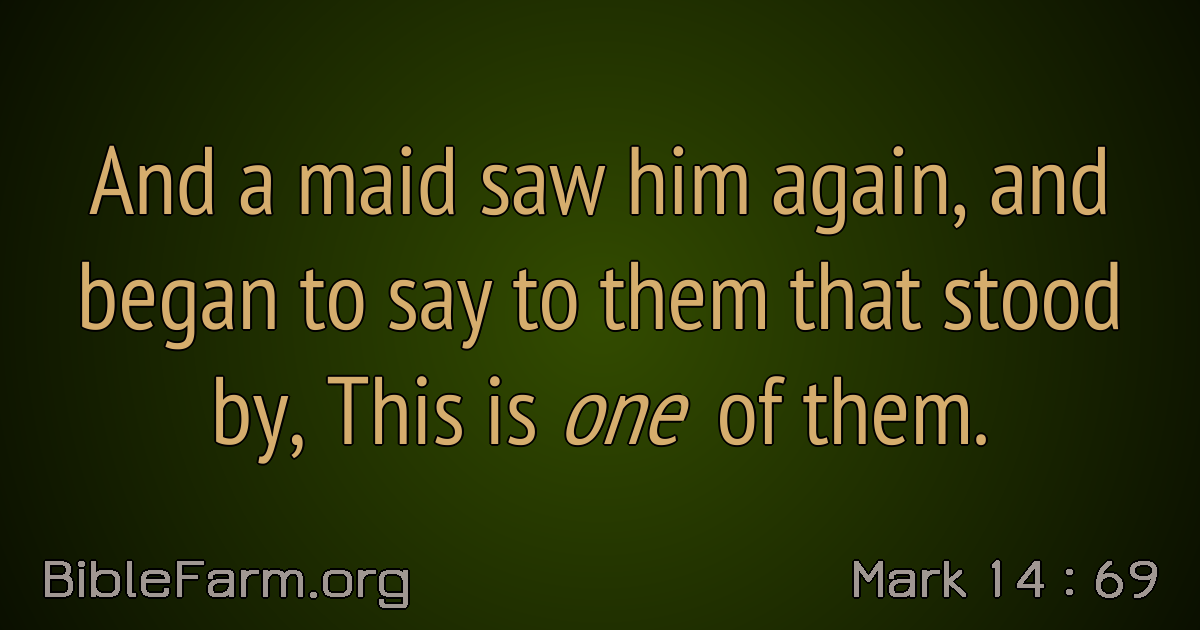 And a maid saw him again, and
began to say to them that stood
by, This is one of them.
BibleFarm.org
Mark 14 : 69